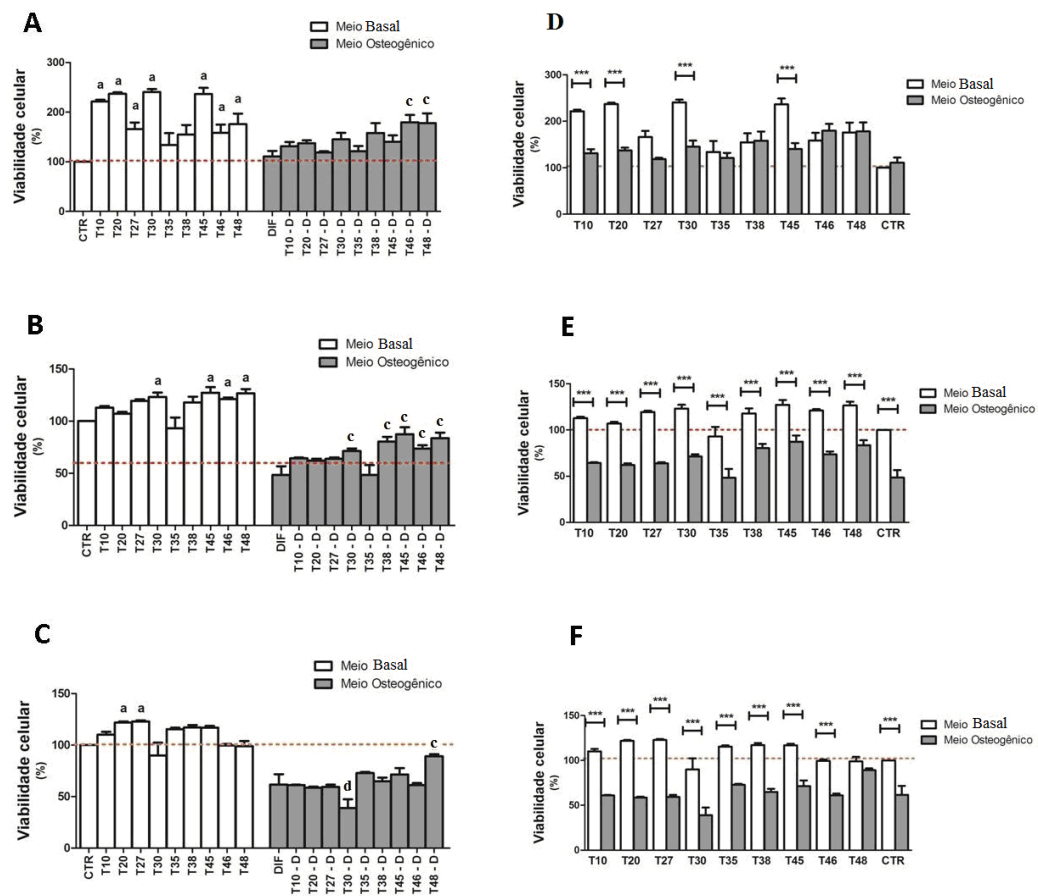 A
Meio Basal
Meio Osteogênico
Viabilidade celular
(%)
300
200
100
0
a
a
a
a
a
a
a
c
c
CTR
T10
T20
T27
T30
T35
T38
T45
T46
T48
DIF
T10 - D
T20 - D
T27 - D
T30 - D
T35 - D
T38 - D
T45 - D
T46 - D
T48 - D
D
Meio Basal
Meio Osteogênico
Viabilidade celular
(%)
300
200
100
0
***
***
***
***
T10
T20
T27
T30
T35
T38
T45
T46
T48
CTR
B
Meio Basal
Meio Osteogênico
Viabilidade celular
(%)
150
100
50
0
a
a
a
a
c
c
c
c
c
CTR
T10
T20
T27
T30
T35
T38
T45
T46
T48
DIF
T10 - D
T20 - D
T27 - D
T30 - D
T35 - D
T38 - D
T45 - D
T46 - D
T48 - D
E
Meio Basal
Meio Osteogênico
Viabilidade celular
(%)
150
100
50
0
***
***
***
***
***
***
***
***
***
***
T10
T20
T27
T30
T35
T38
T45
T46
T48
CTR
C
Meio Basal
Meio Osteogênico
Viabilidade celular
(%)
150
100
50
0
a
a
d
c
CTR
T10
T20
T27
T30
T35
T38
T45
T46
T48
DIF
T10 - D
T20 - D
T27 - D
T30 - D
T35 - D
T38 - D
T45 - D
T46 - D
T48 - D
F
Meio Basal
Meio Osteogênico
Viabilidade celular
(%)
150
100
50
0
***
***
***
***
***
***
***
***
***
T10
T20
T27
T30
T35
T38
T45
T46
T48
CTR